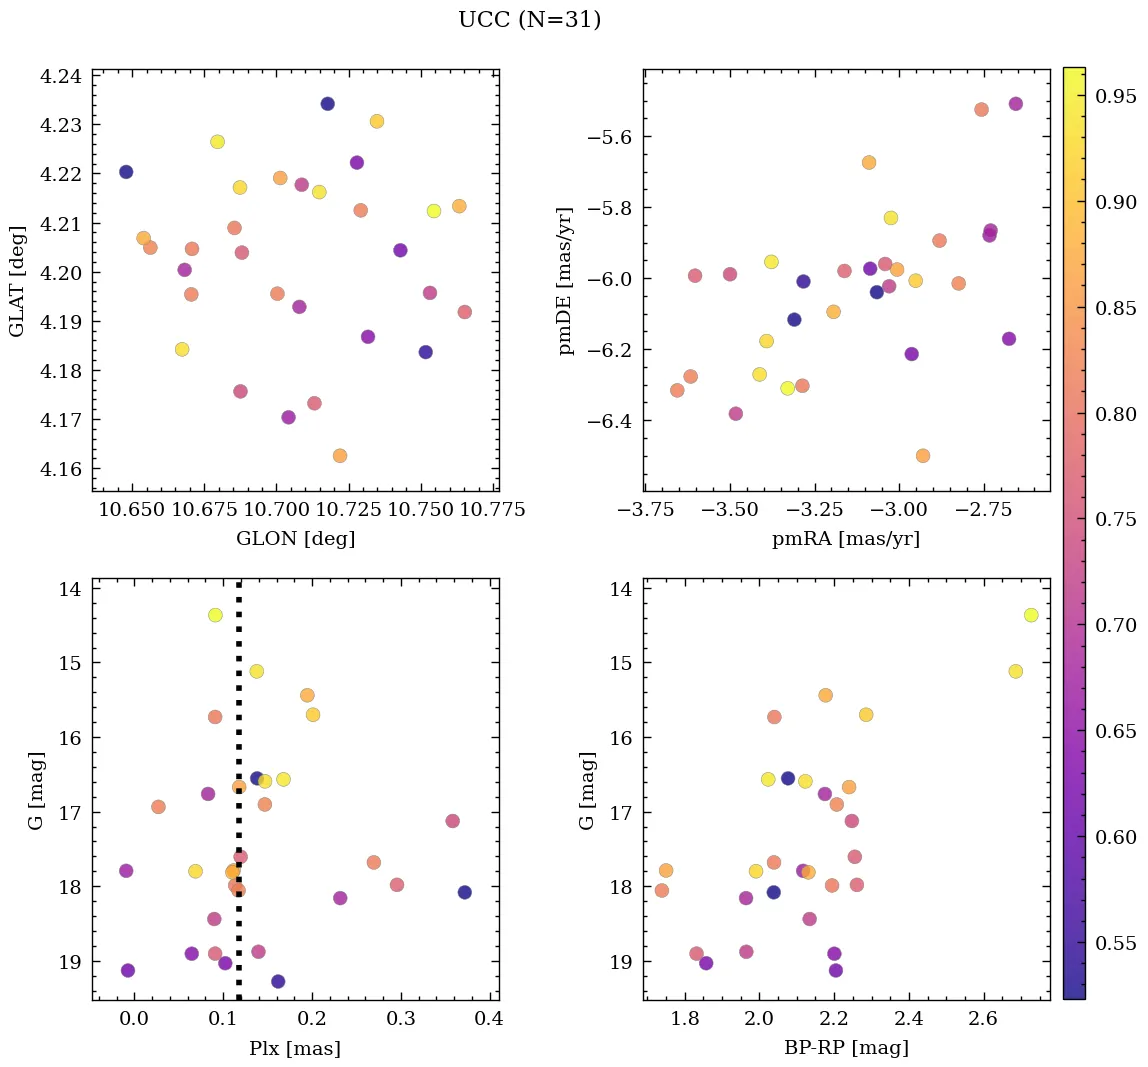 UCC (N=31)
4.24
4.23
4.22
4.21
4.20
4.19
4.18
4.17
4.16
GLAT [deg]
10.650 10.675 10.700 10.725 10.750 10.775
GLON [deg]
−5.6
−5.8
−6.0
−6.2
−6.4
pmDE [mas/yr]
−3.75 −3.50 −3.25 −3.00 −2.75
pmRA [mas/yr]
14
15
16
17
18
19
G [mag]
0.0 0.1 0.2 0.3 0.4
Plx [mas]
14
15
16
17
18
19
G [mag]
1.8 2.0 2.2 2.4 2.6
BP-RP [mag]
0.95
0.90
0.85
0.80
0.75
0.70
0.65
0.60
0.55